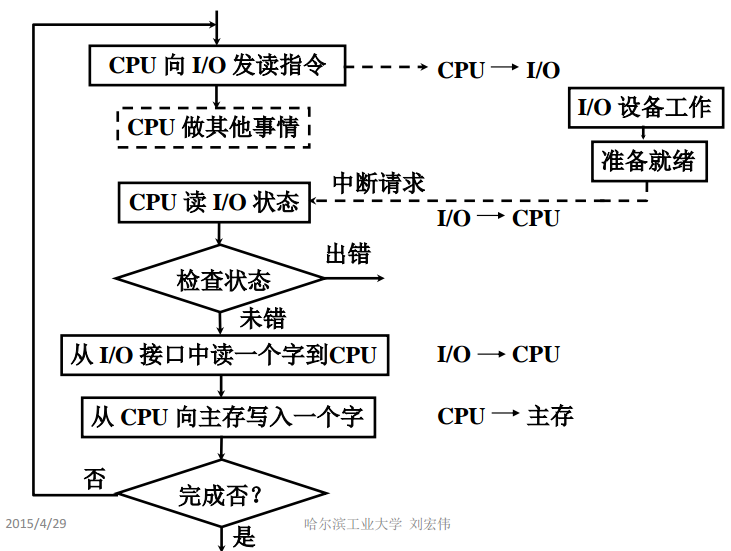 CPU 向 I/O 发读指令
CPU → I/O
I/O 设备工作
CPU 做其他事情
准备就绪
中断请求
CPU 读 I/O 状态
I/O → CPU
出错
检查状态
未错
从 I/O 接口中读一个字到CPU
I/O → CPU
从 CPU 向主存写入一个字
CPU → 主存
否
完成否？
是
2015/4/29
哈尔滨工业大学 刘宏伟